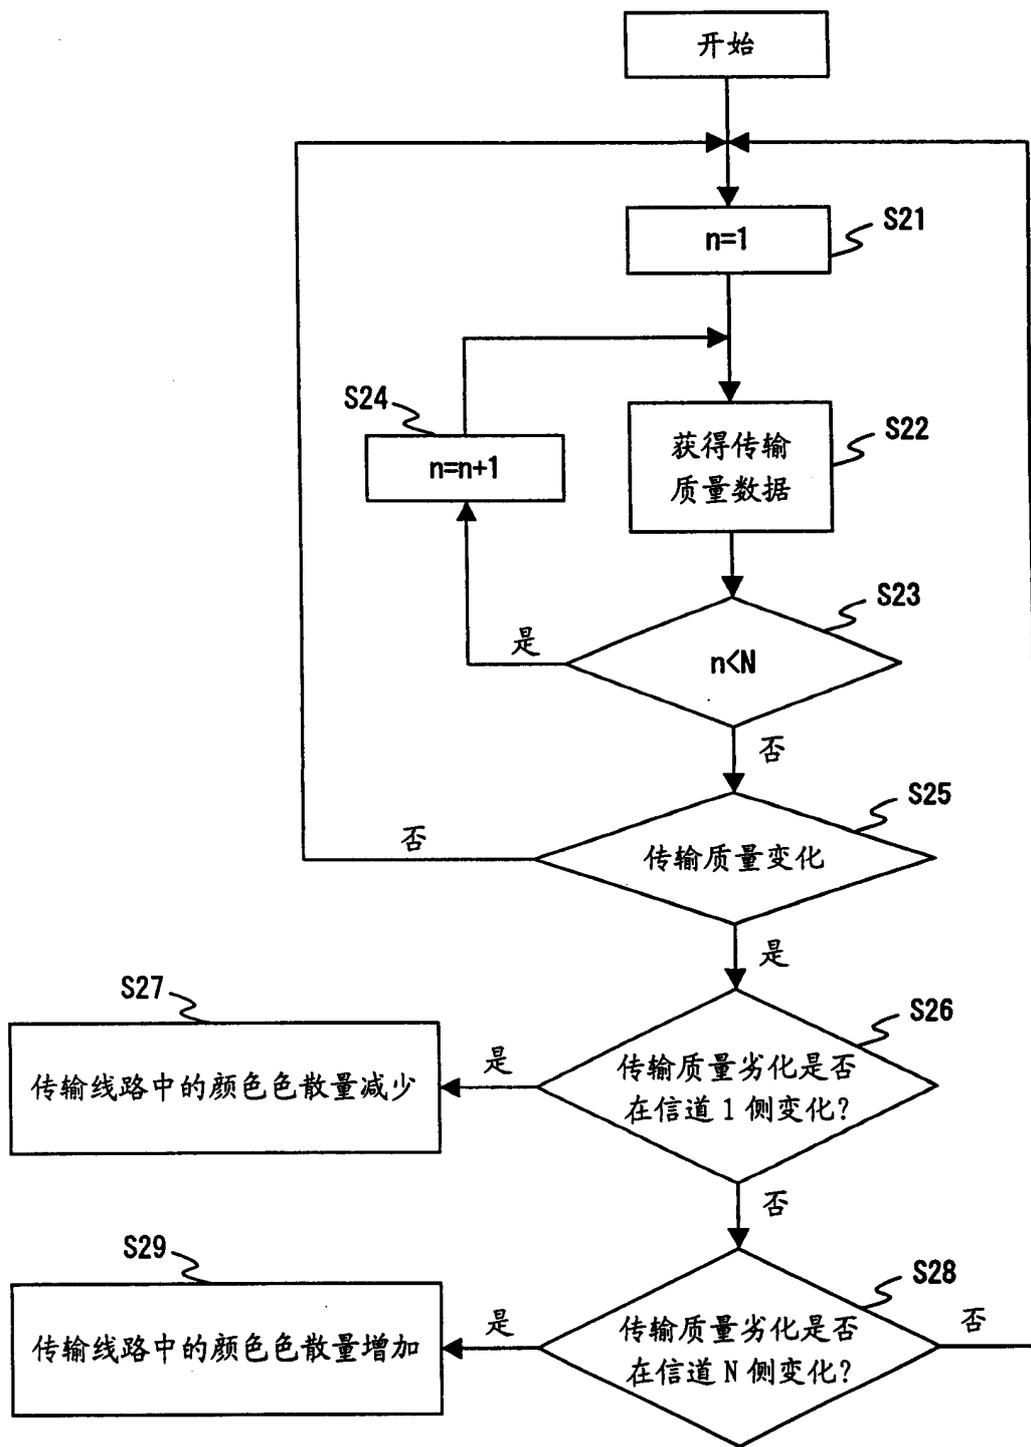 开始
S21
n=1
S24
n=n+1
S22
获得传输
质量数据
S23
n<N
是
否
S25
传输质量变化
否
是
S27
传输线路中的颜色色散量减少
是
S26
传输质量劣化是否
在信道1侧变化?
否
S29
传输线路中的颜色色散量增加
是
S28
传输质量劣化是否
在信道N侧变化?
否